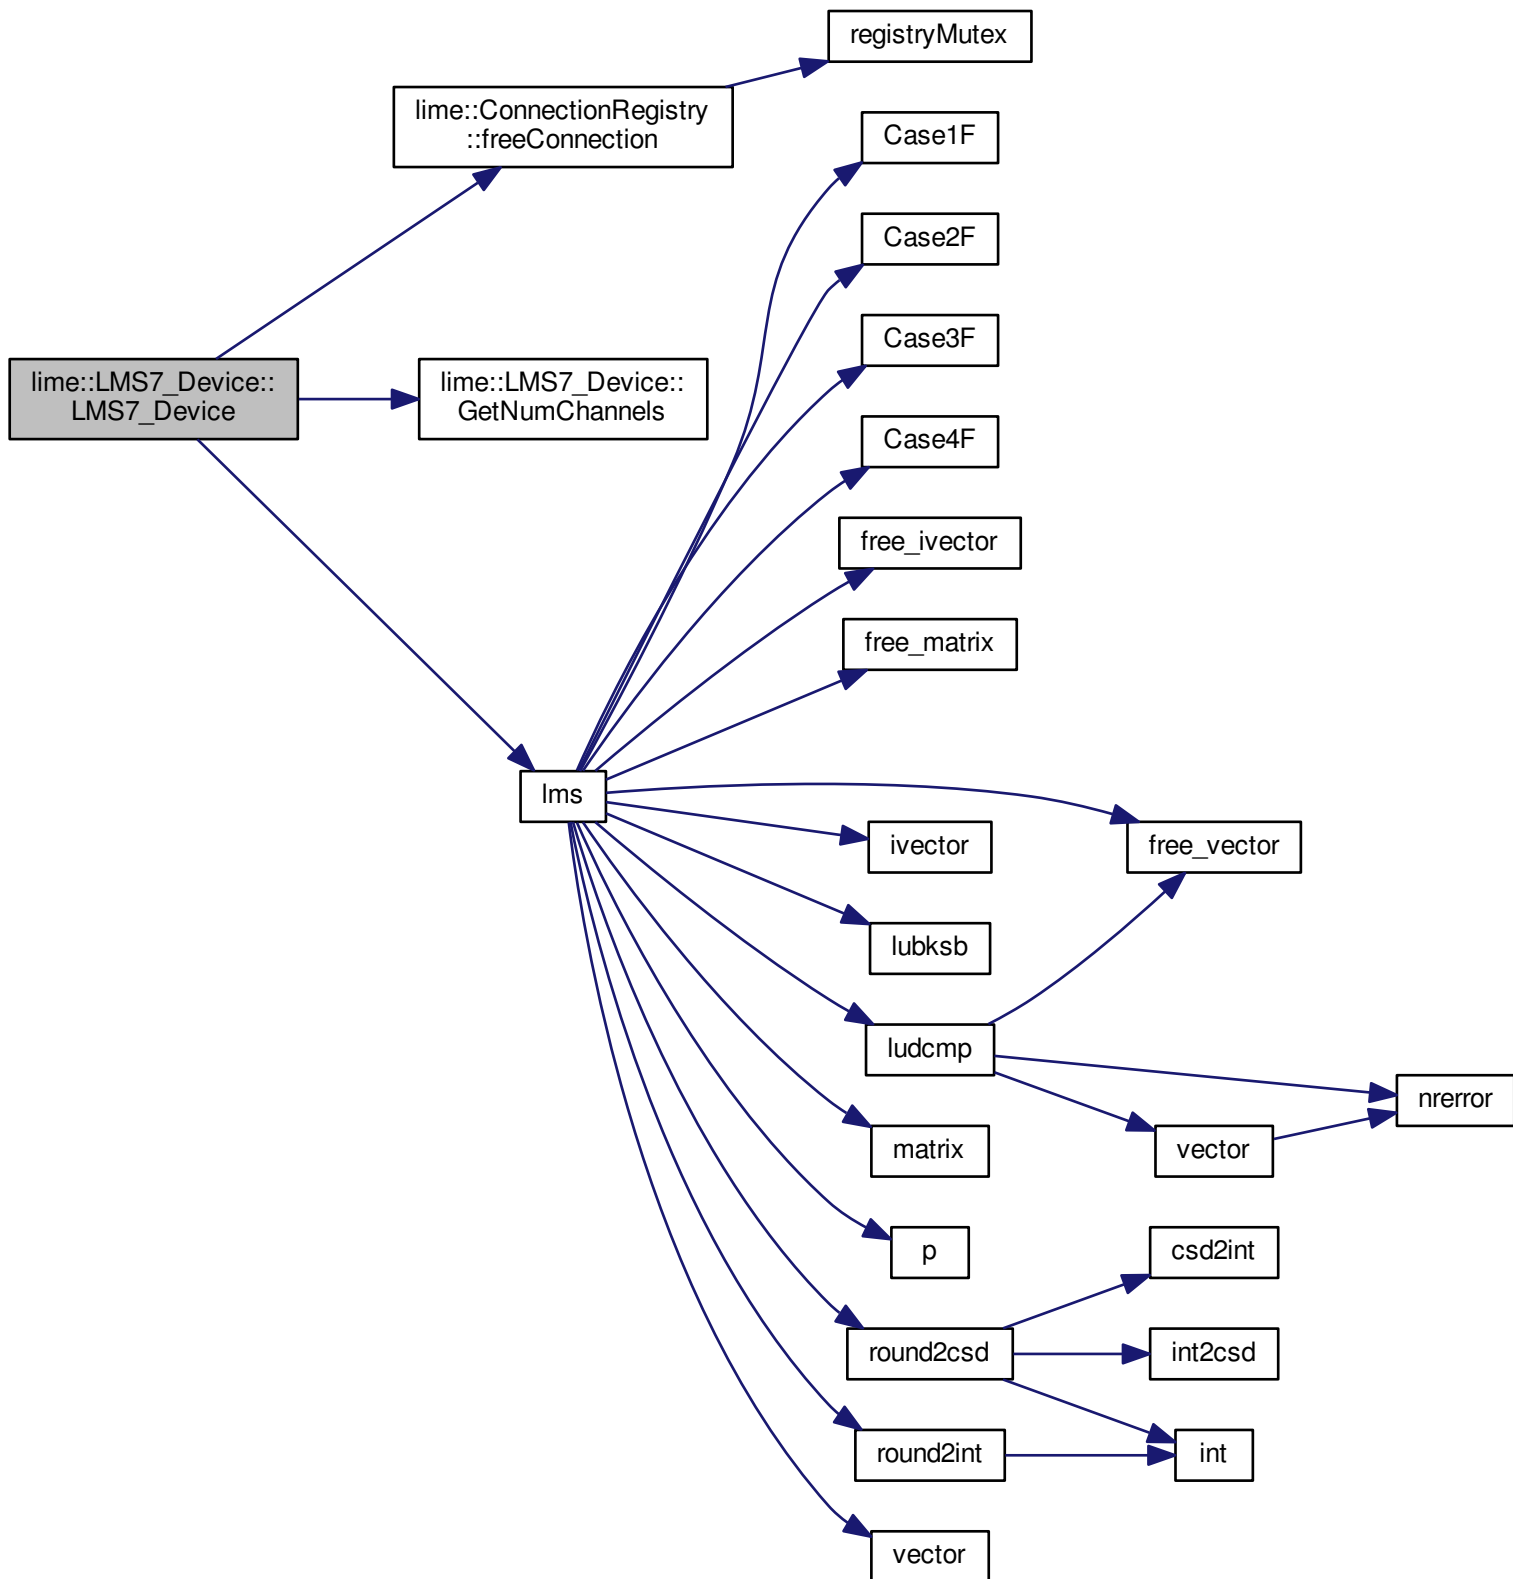 registryMutex
lime::ConnectionRegistry
::freeConnection
Case1F
Case2F
Case3F
lime::LMS7_Device::
LMS7_Device
lime::LMS7_Device::
GetNumChannels
Case4F
free_ivector
free_matrix
lms
ivector
free_vector
lubksb
ludcmp
nrerror
matrix
vector
p
csd2int
round2csd
int2csd
round2int
int
vector